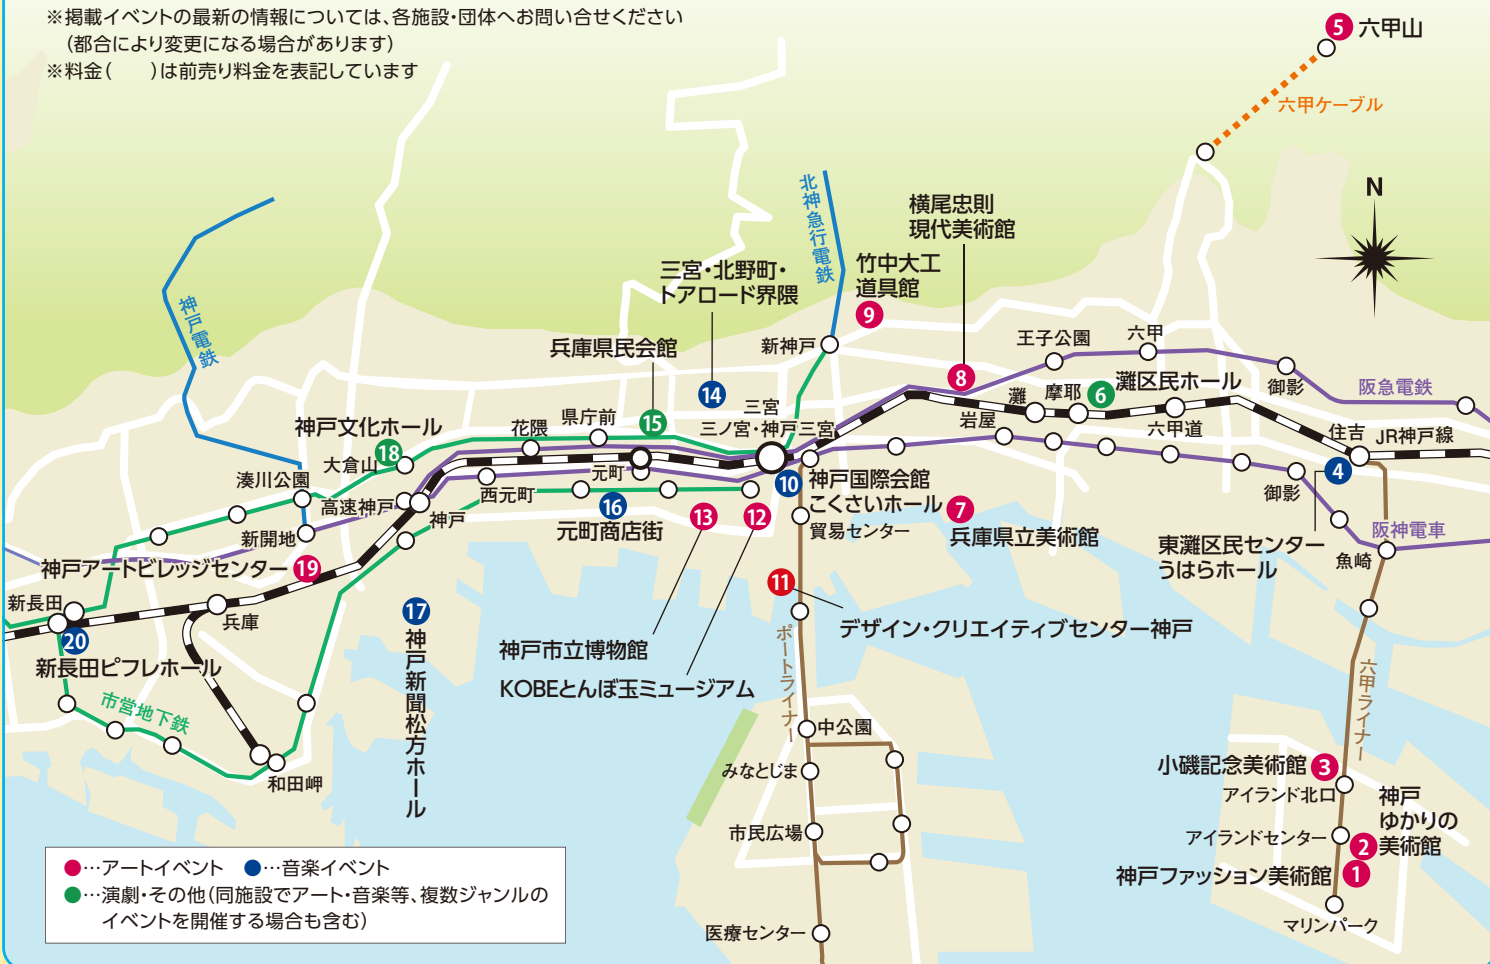 ※掲載イベントの最新の情報については、各施設・団体へお問い合せください
(都合により変更になる場合があります)
※料金(　　)は前売り料金を表記しています
5 六甲山
六甲ケーブル
N
北神急行電鉄
横尾忠則
現代美術館
竹中大工
道具館
9
三宮・北野町・
トアロード界隈
神戸電鉄
兵庫県民会館
新神戸
王子公園
六甲
御影
阪急電鉄
8
14
灘
摩耶
6
灘区民ホール
岩屋
六甲道
住吉
JR神戸線
4
御影
阪神電車
魚崎
三宮
三ノ宮・神戸三宮
県庁前
15
花隈
神戸文化ホール
18
大倉山
湊川公園
高速神戸
神戸
西元町
元町
16
元町商店街
13
12
10
神戸国際会館
こくさいホール
7
貿易センター
兵庫県立美術館
東灘区民センター
うはらホール
新開地
神戸アートビレッジセンター
19
新長田
兵庫
20
新長田ピフレホール
市営地下鉄
和田岬
17
神戸新聞松方ホール
11
デザイン・クリエイティブセンター神戸
神戸市立博物館
KOBEとんぼ玉ミュージアム
ポートライナー
中公園
みなとじま
市民広場
医療センター
六甲ライナー
小磯記念美術館 3
アイランド北口
アイランドセンター
神戸
ゆかりの
2 美術館
神戸ファッション美術館 1
マリンパーク
●…アートイベント ●…音楽イベント
●…演劇・その他(同施設でアート・音楽等、複数ジャンルの
イベントを開催する場合も含む)